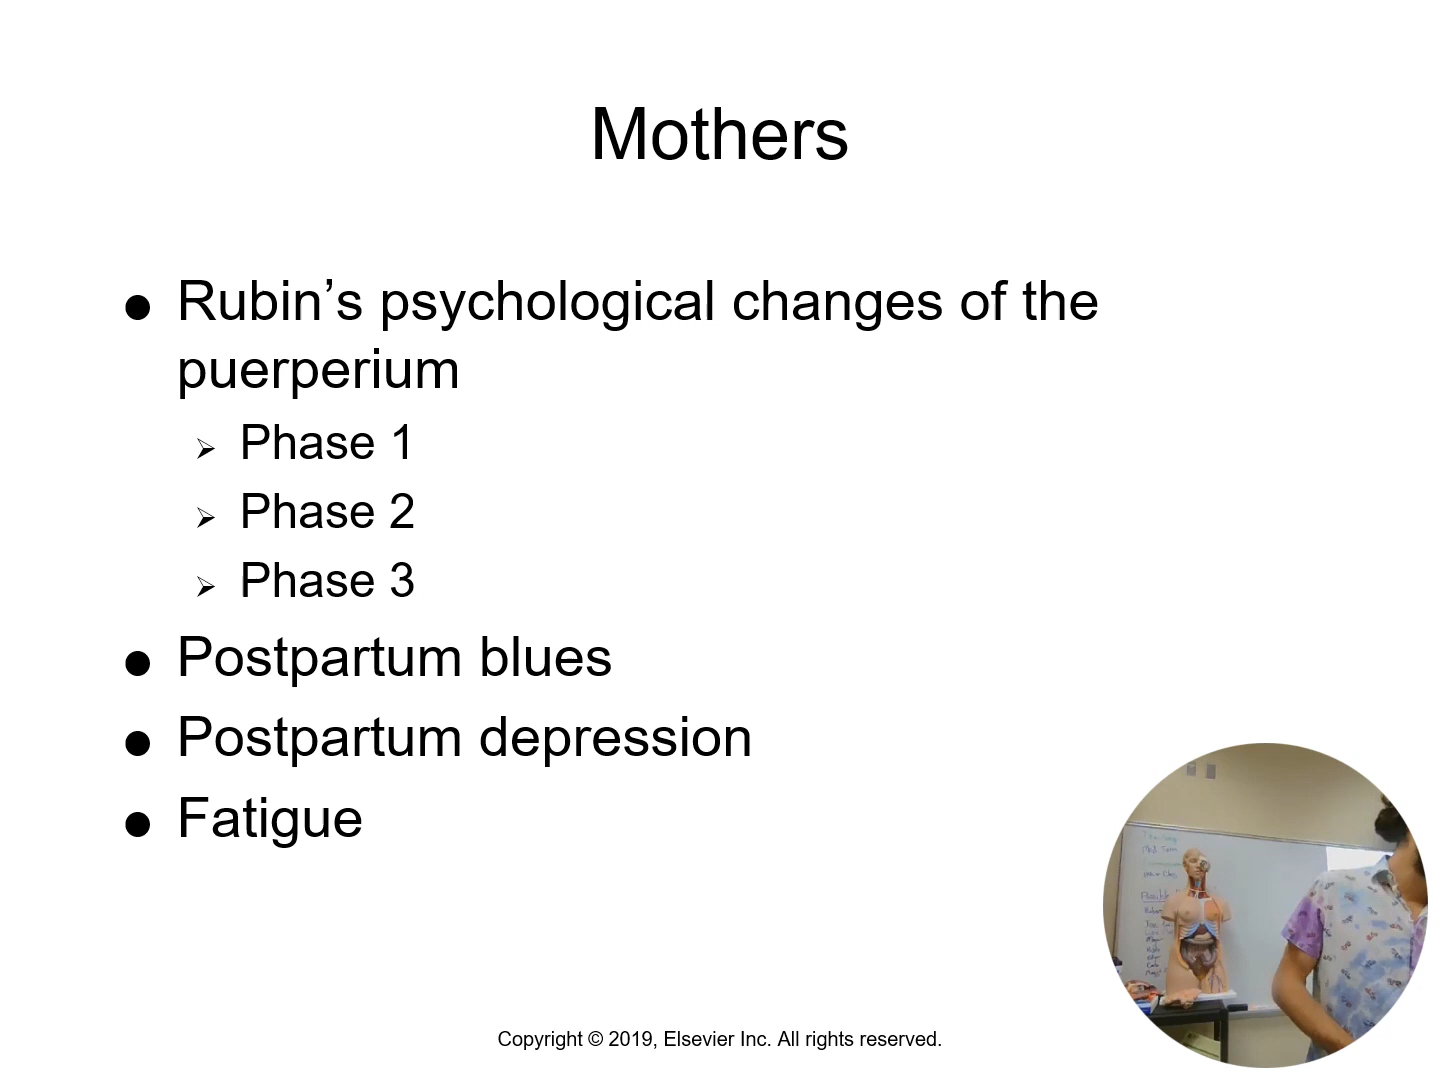 Mothers
● Rubin’s psychological changes of the
puerperium
➢ Phase 1
➢ Phase 2
➢ Phase 3
● Postpartum blues
● Postpartum depression
● Fatigue
Copyright © 2019, Elsevier Inc. All rights reserved.